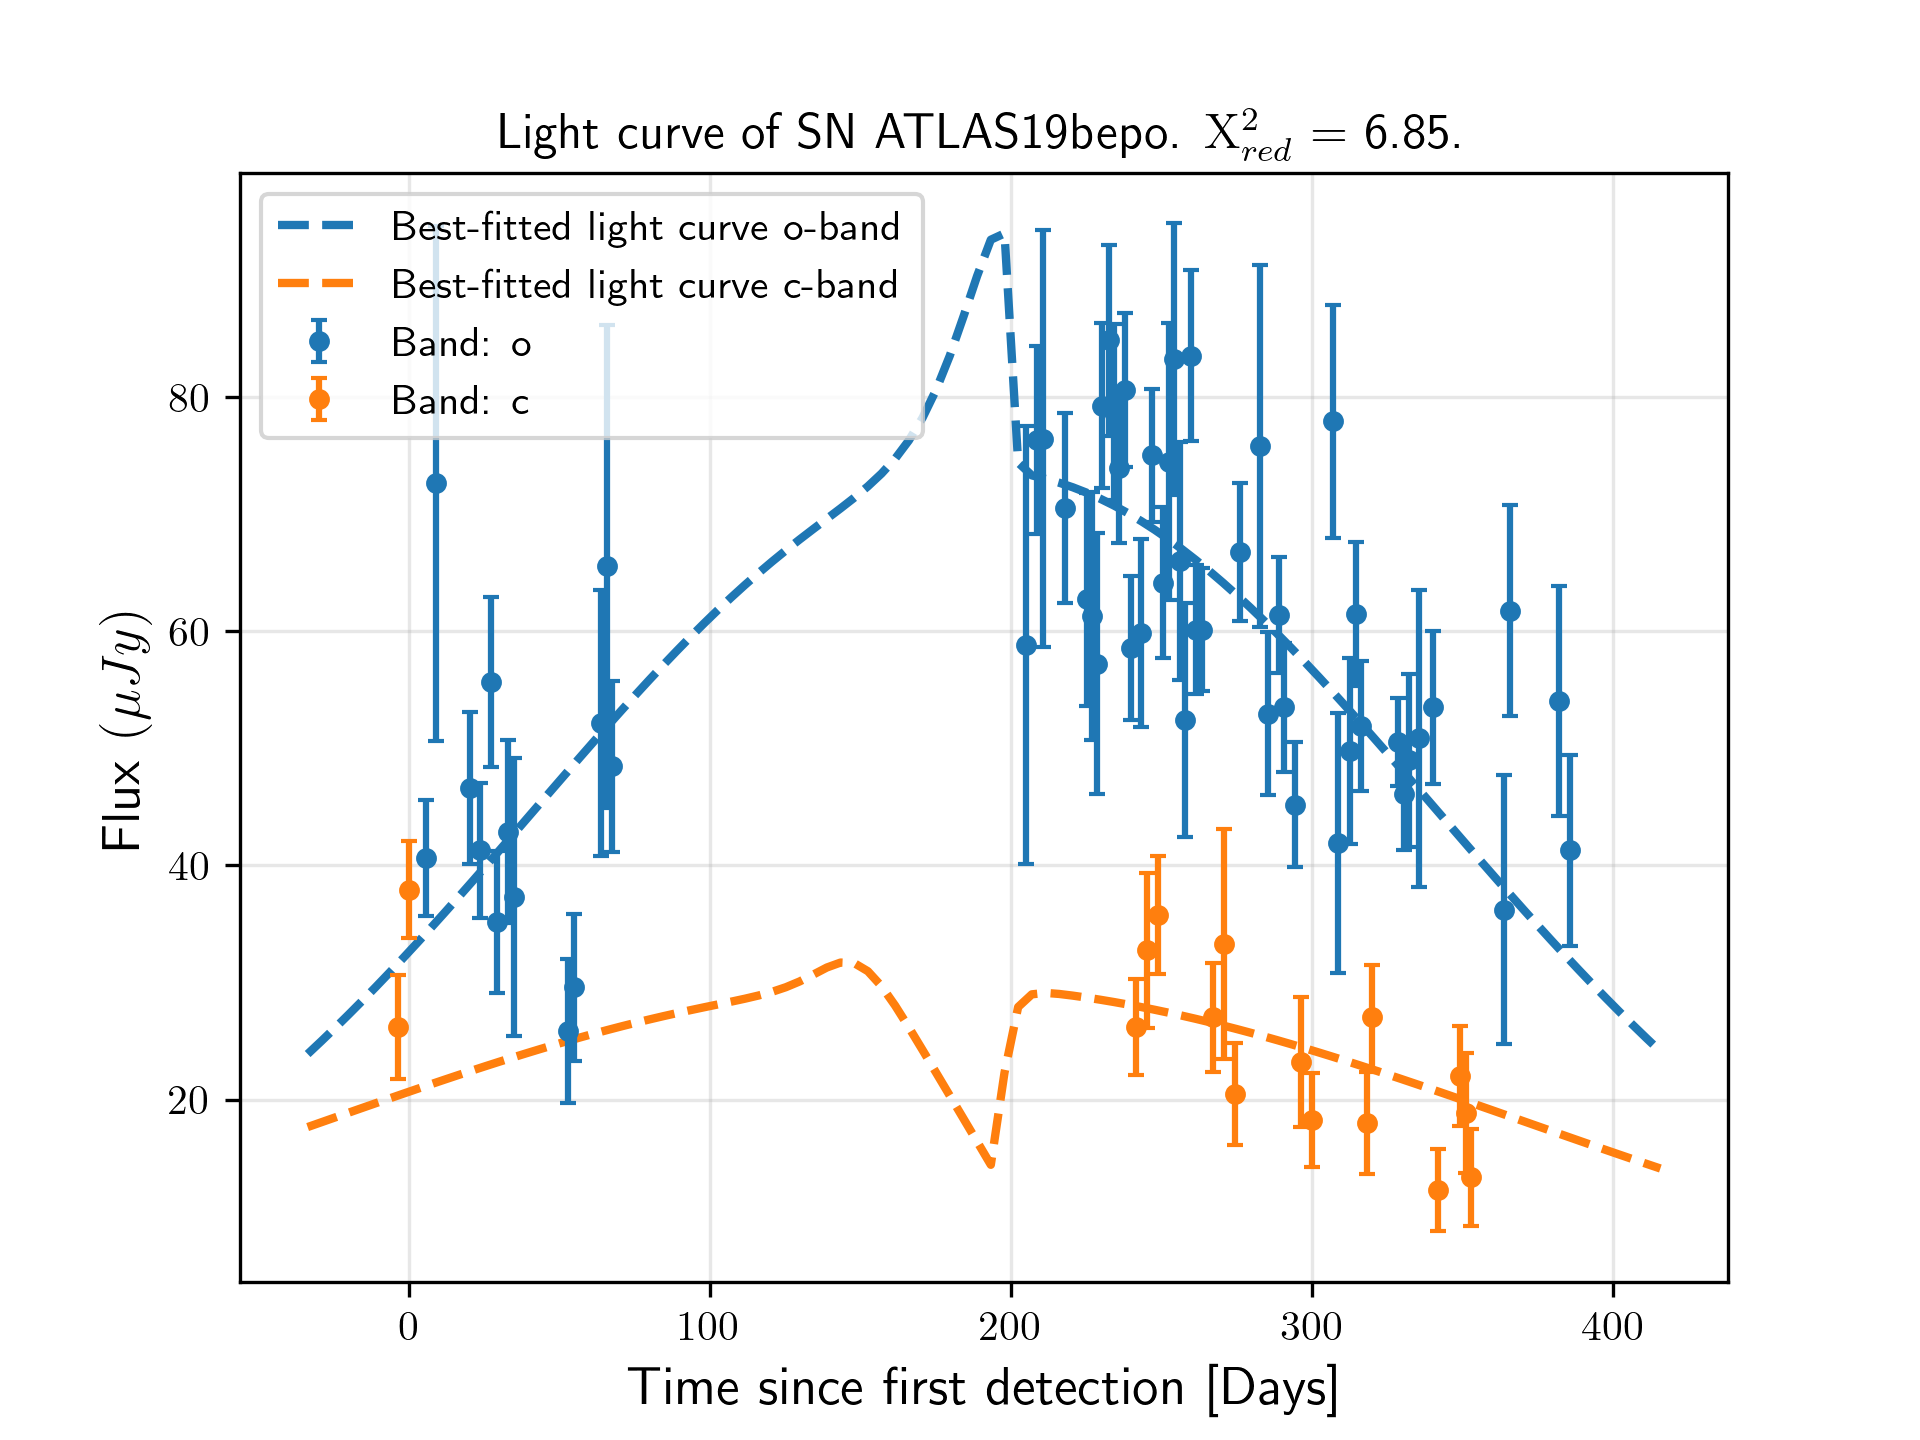 Light curve of SN ATLAS19bepo. X²_red = 6.85.
Best-fitted light curve o-band
Best-fitted light curve c-band
Band: o
Band: c
80
60
40
20
Flux (μJy)
0 100 200 300 400
Time since first detection [Days]